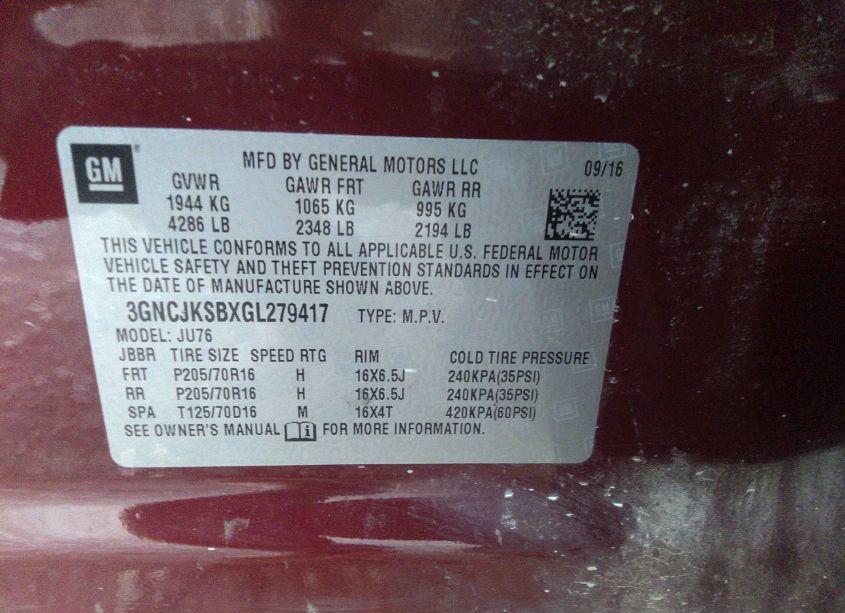 GM
MFD BY GENERAL MOTORS LLC 09/16
GVWR GAWR FRT GAWR RR
1944 KG 1065 KG 995 KG
4286 LB 2348 LB 2194 LB
THIS VEHICLE CONFORMS TO ALL APPLICABLE U.S. FEDERAL MOTOR
VEHICLE SAFETY AND THEFT PREVENTION STANDARDS IN EFFECT ON
THE DATE OF MANUFACTURE SHOWN ABOVE.
3GNCJKSBXGL279417 TYPE: M.P.V.
MODEL: JU76
JBBR TIRE SIZE SPEED RTG RIM COLD TIRE PRESSURE
FRT P205/70R16 H 16X6.5J 240KPA(35PSI)
RR P205/70R16 H 16X6.5J 240KPA(35PSI)
SPA T125/70D16 M 16X4T 420KPA(60PSI)
SEE OWNER'S MANUAL FOR MORE INFORMATION.